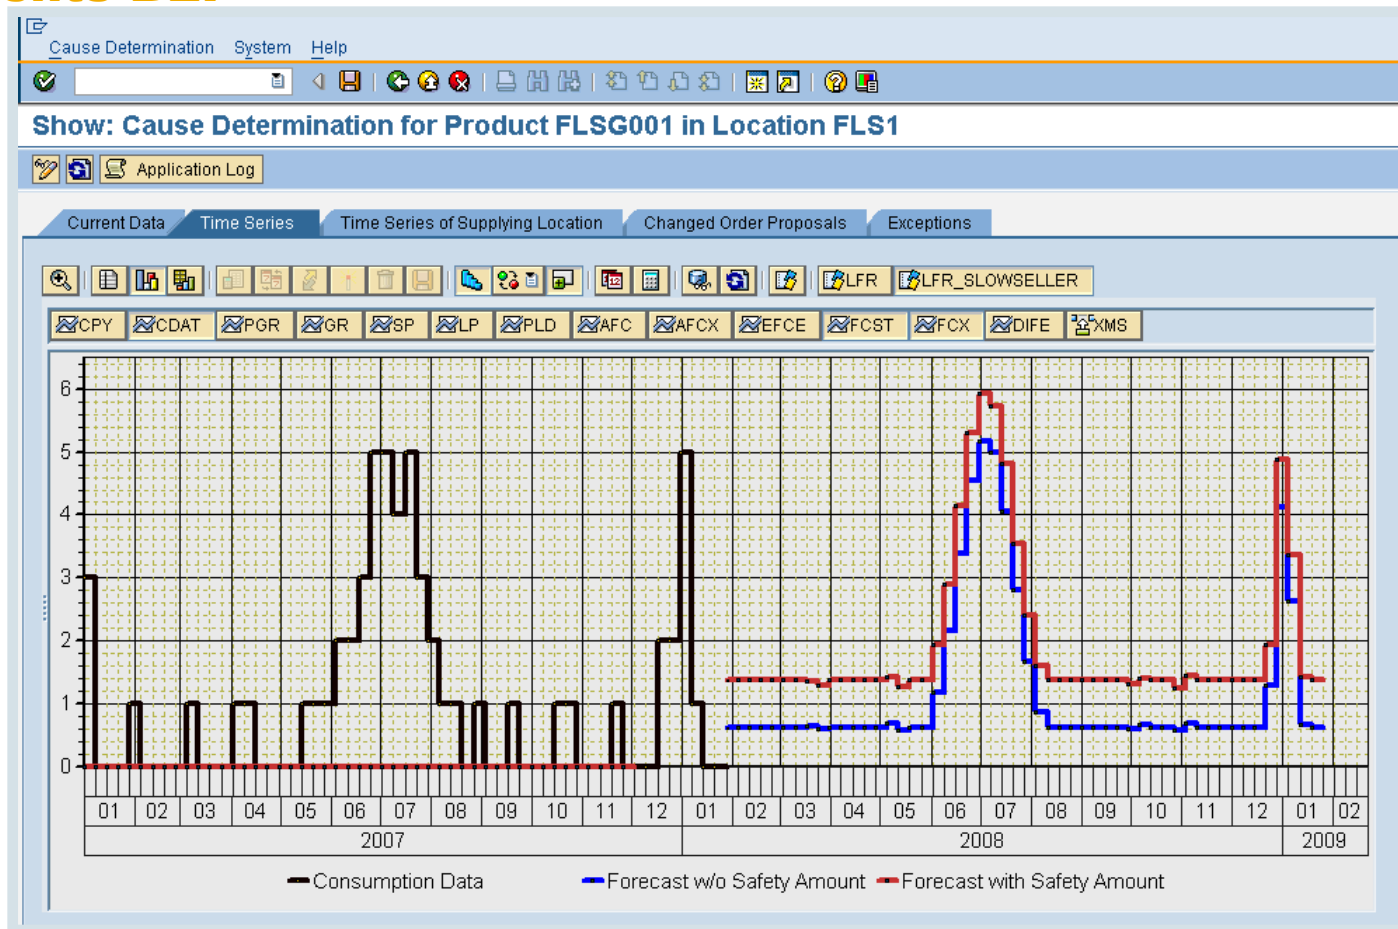 Cause Determination System Help
Show: Cause Determination for Product FLSG001 in Location FLS1
Application Log
Current Data Time Series Time Series of Supplying Location Changed Order Proposals Exceptions
LFR LFR_SLOWSELLER
CPY CDAT PGR GR SP LP PLD AFC AFCX EFCE FCST FCX DIFE XMS
6
5
4
3
2
1
0
01 02 03 04 05 06 07 08 09 10 11 12 01 02 03 04 05 06 07 08 09 10 11 12 01 02
2007 2008 2009
Consumption Data Forecast w/o Safety Amount Forecast with Safety Amount